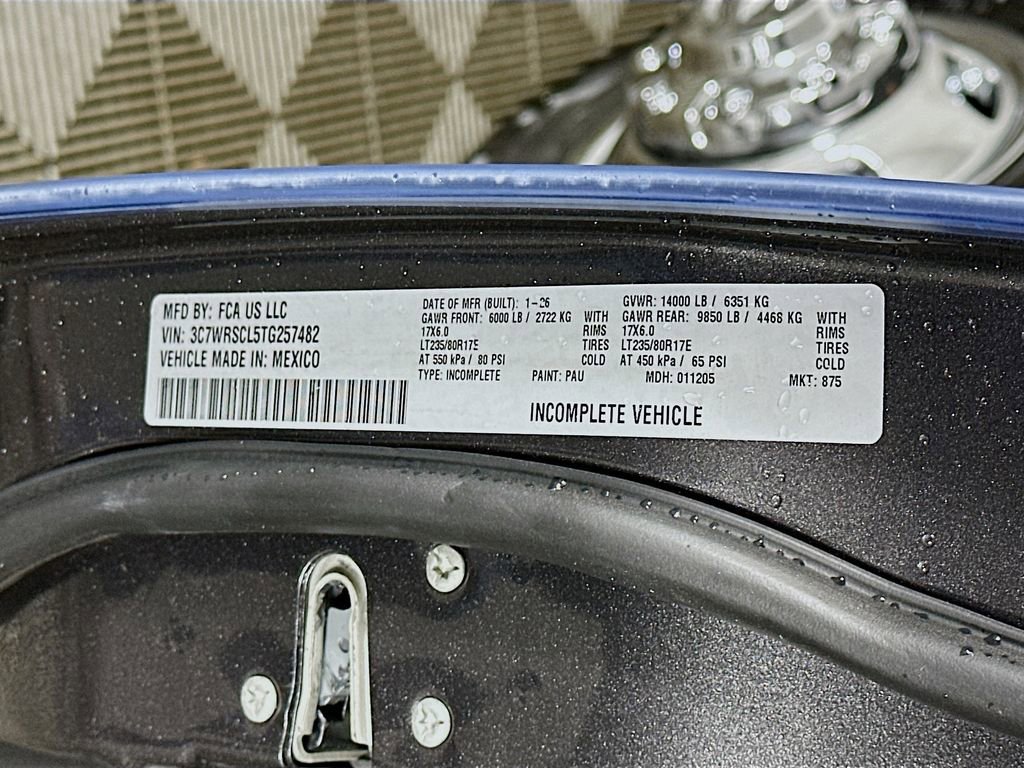 MFD BY: FCA US LLC
VIN: 3C7WRSCL5TG257482
VEHICLE MADE IN: MEXICO
DATE OF MFR (BUILT): 1-26
GAWR FRONT: 6000 LB / 2722 KG WITH
17X6.0 RIMS
LT235/80R17E TIRES
AT 550 kPa / 80 PSI COLD
TYPE: INCOMPLETE PAINT: PAU
GVWR: 14000 LB / 6351 KG
GAWR REAR: 9850 LB / 4468 KG WITH
17X6.0 RIMS
LT235/80R17E TIRES
AT 450 kPa / 65 PSI COLD
MDH: 011205 MKT: 875
INCOMPLETE VEHICLE